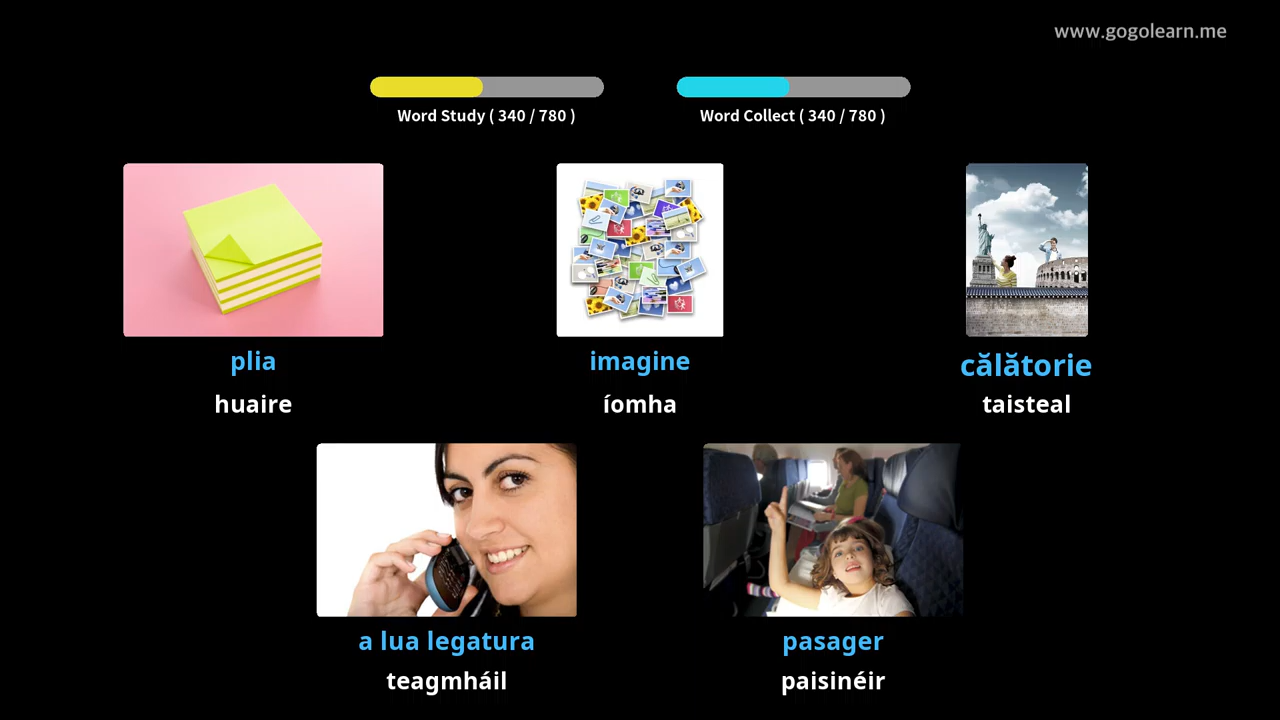 www.gogolearn.me
Word Study ( 340 / 780 )
Word Collect ( 340 / 780 )
plia
imagine
călătorie
huaire
íomha
taisteal
a lua legatura
pasager
teagmháil
paisinéir